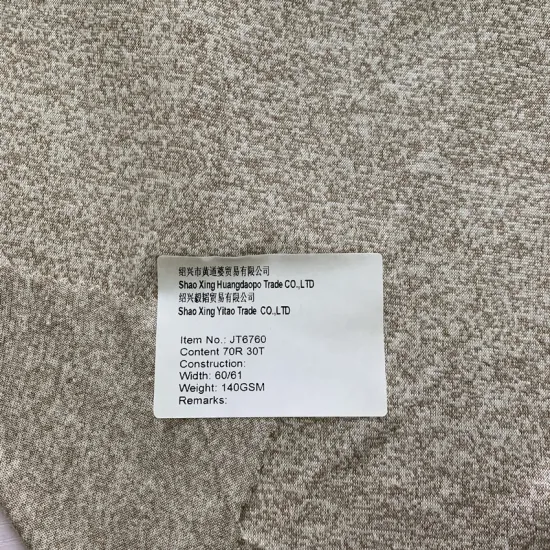 绍兴市黄道婆贸易有限公司
Shao Xing Huangdaopo Trade CO.,LTD
绍兴毅韬贸易有限公司
Shao Xing Yitao Trade CO.,LTD
Item No.: JT6760
Content 70R 30T
Construction:
Width: 60/61
Weight: 140GSM
Remarks: